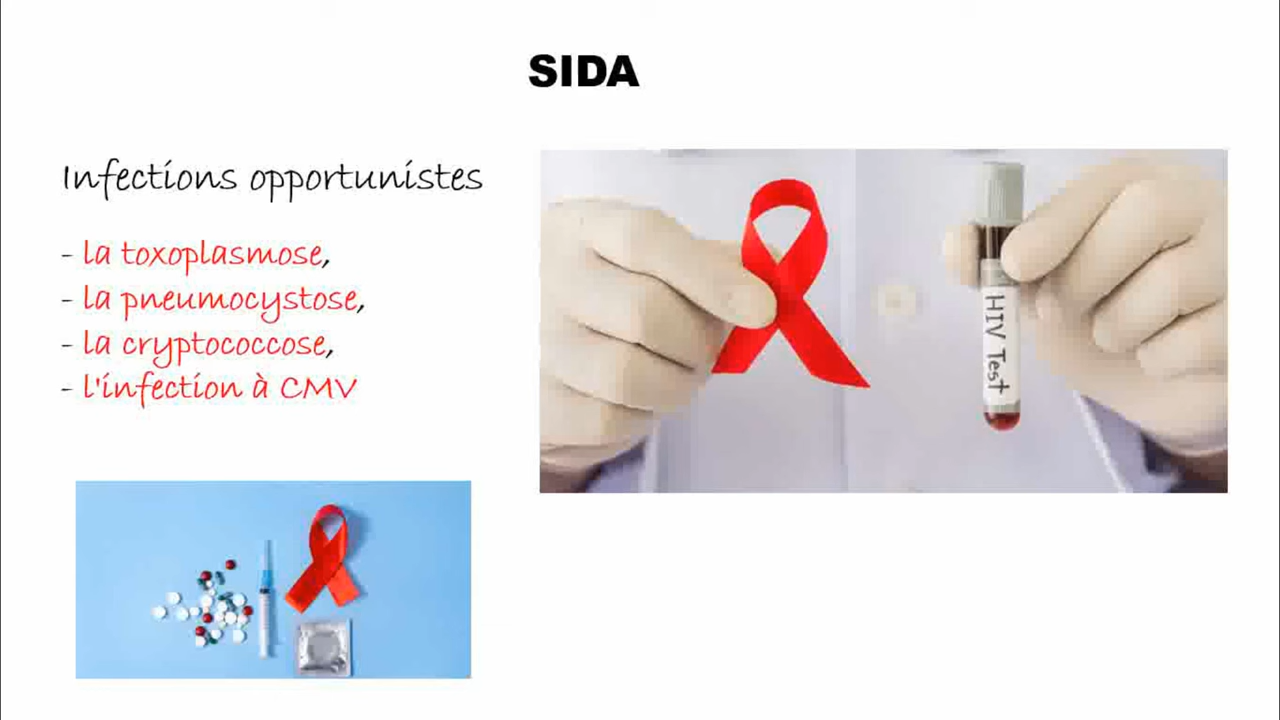 SIDA
Infections opportunistes
- la toxoplasmose,
- la pneumocystose,
- la cryptococcose,
- l'infection à CMV
HIV Test